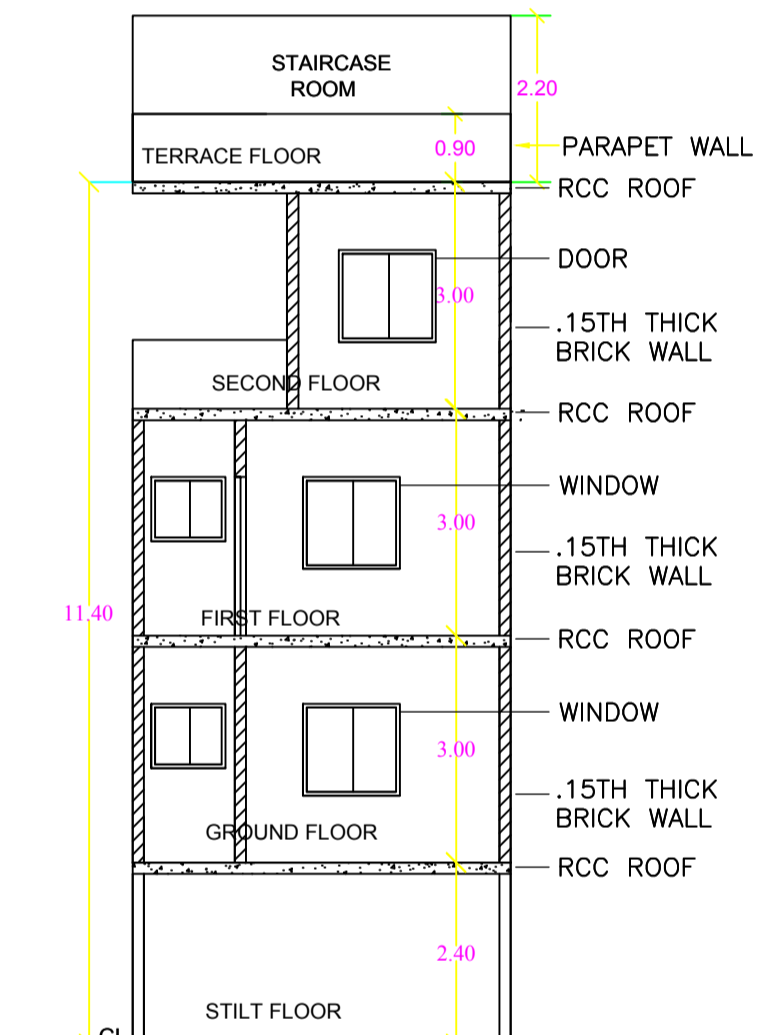 STAIRCASE
ROOM
2.20
TERRACE FLOOR
0.90
PARAPET WALL
RCC ROOF
DOOR
3.00
.15TH THICK
BRICK WALL
SECOND FLOOR
RCC ROOF
WINDOW
3.00
.15TH THICK
BRICK WALL
11.40
FIRST FLOOR
RCC ROOF
WINDOW
3.00
.15TH THICK
BRICK WALL
GROUND FLOOR
RCC ROOF
2.40
STILT FLOOR